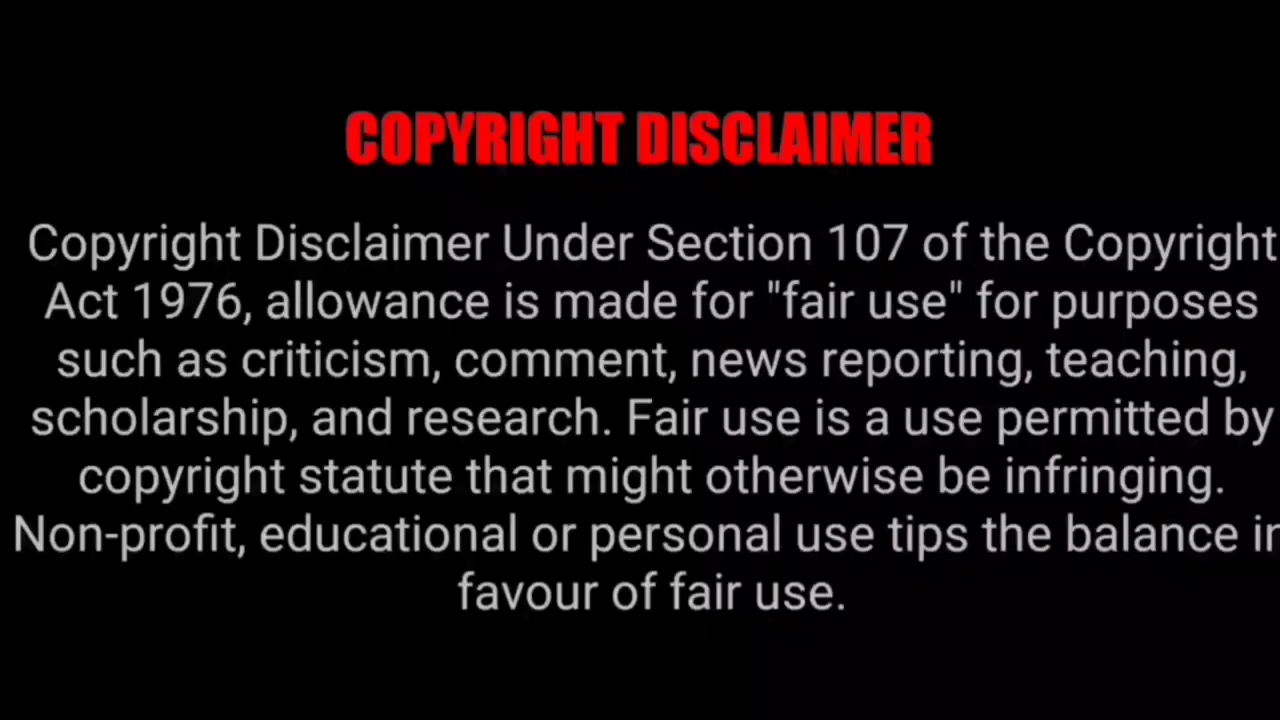 COPYRIGHT DISCLAIMER
Copyright Disclaimer Under Section 107 of the Copyright
Act 1976, allowance is made for "fair use" for purposes
such as criticism, comment, news reporting, teaching,
scholarship, and research. Fair use is a use permitted by
copyright statute that might otherwise be infringing.
Non-profit, educational or personal use tips the balance in
favour of fair use.